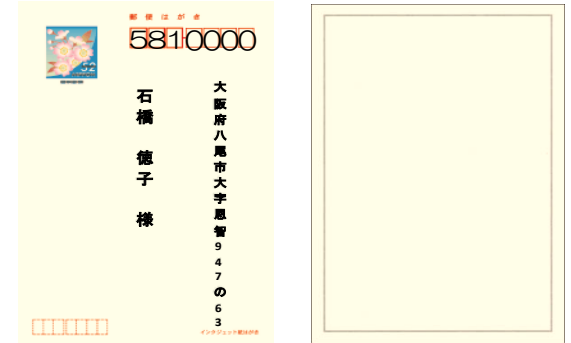 郵便はがき
5810000
52
大阪府八尾市大字恩智947の63
石橋　徳子　様
インクジェット紙はがき